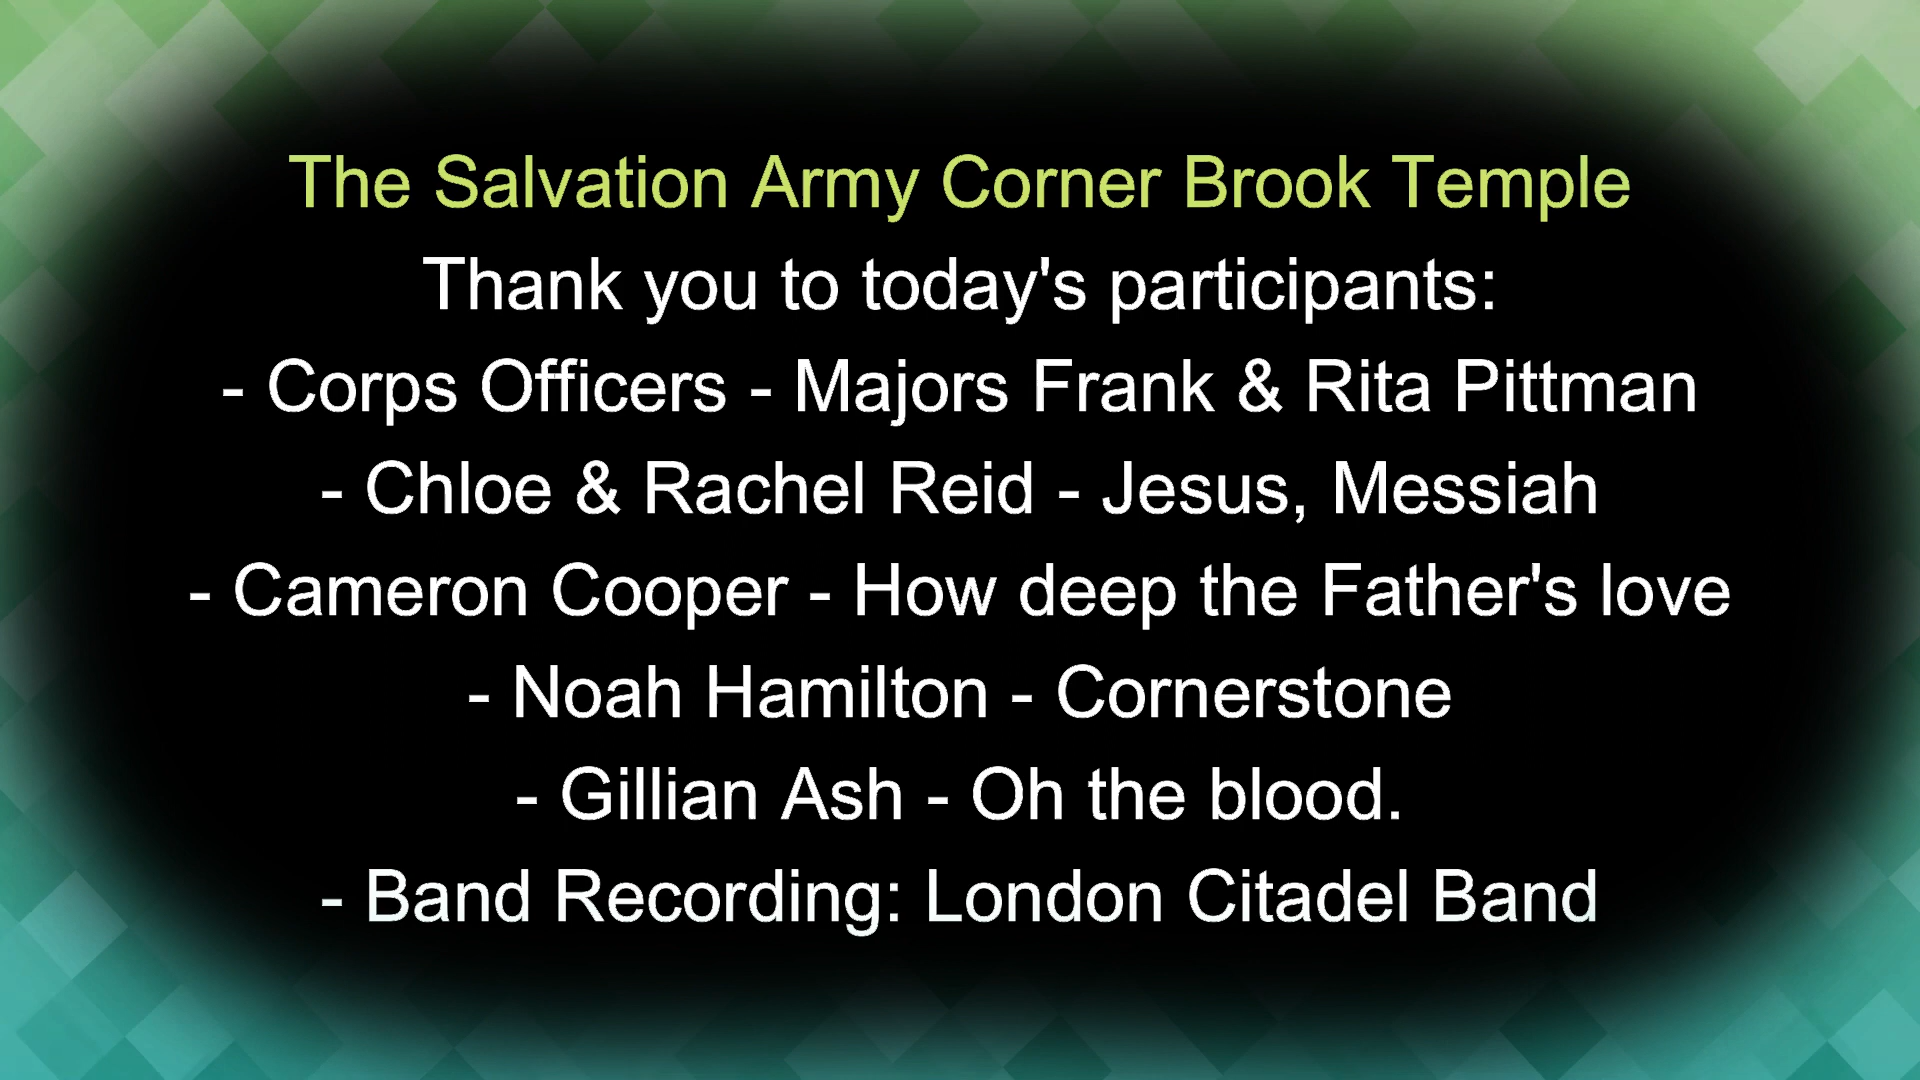 The Salvation Army Corner Brook Temple
Thank you to today's participants:
- Corps Officers - Majors Frank & Rita Pittman
- Chloe & Rachel Reid - Jesus, Messiah
- Cameron Cooper - How deep the Father's love
- Noah Hamilton - Cornerstone
- Gillian Ash - Oh the blood.
- Band Recording: London Citadel Band